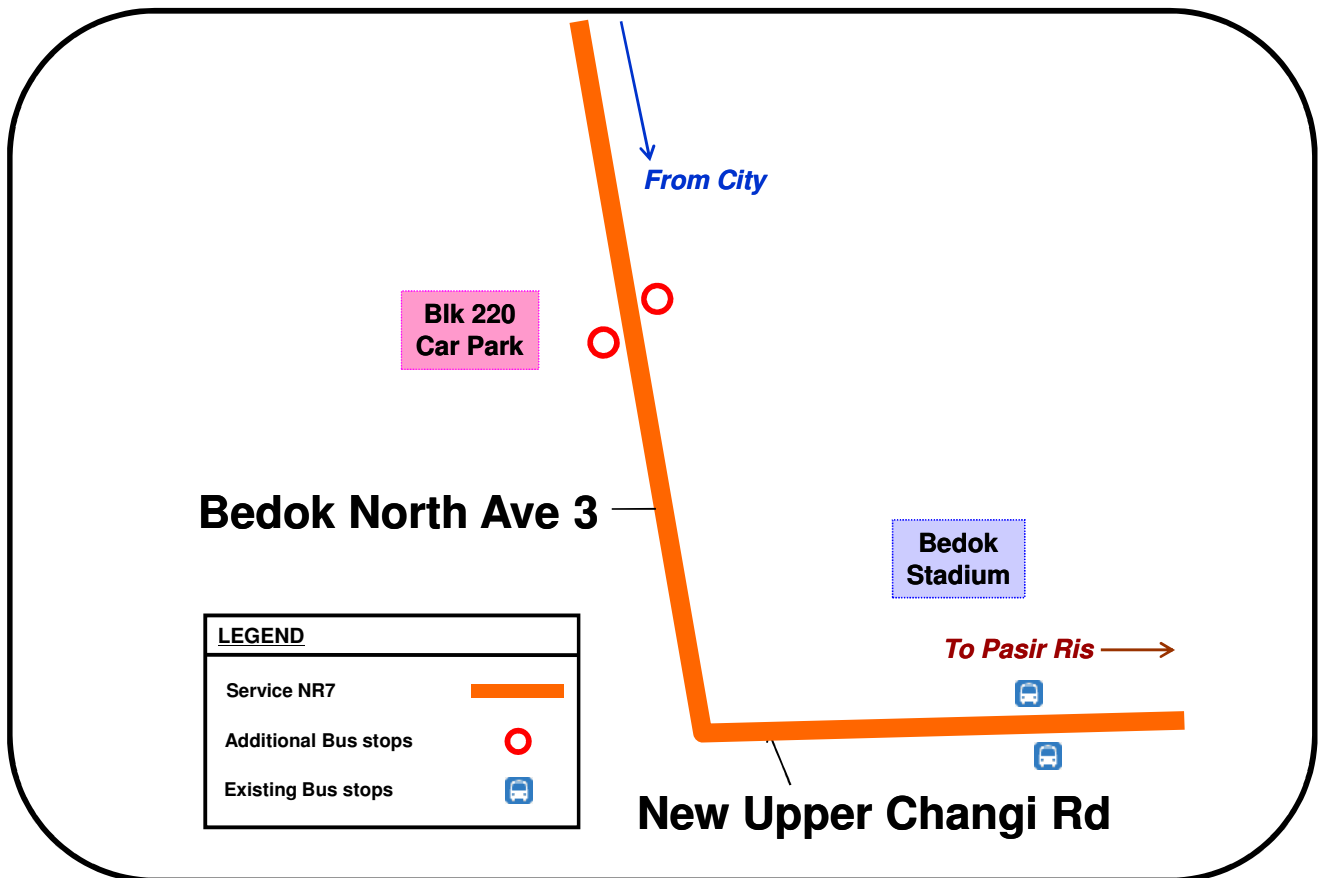 From City
Blk 220
Car Park
Bedok North Ave 3
Bedok
Stadium
LEGEND
Service NR7
Additional Bus stops
Existing Bus stops
To Pasir Ris
New Upper Changi Rd